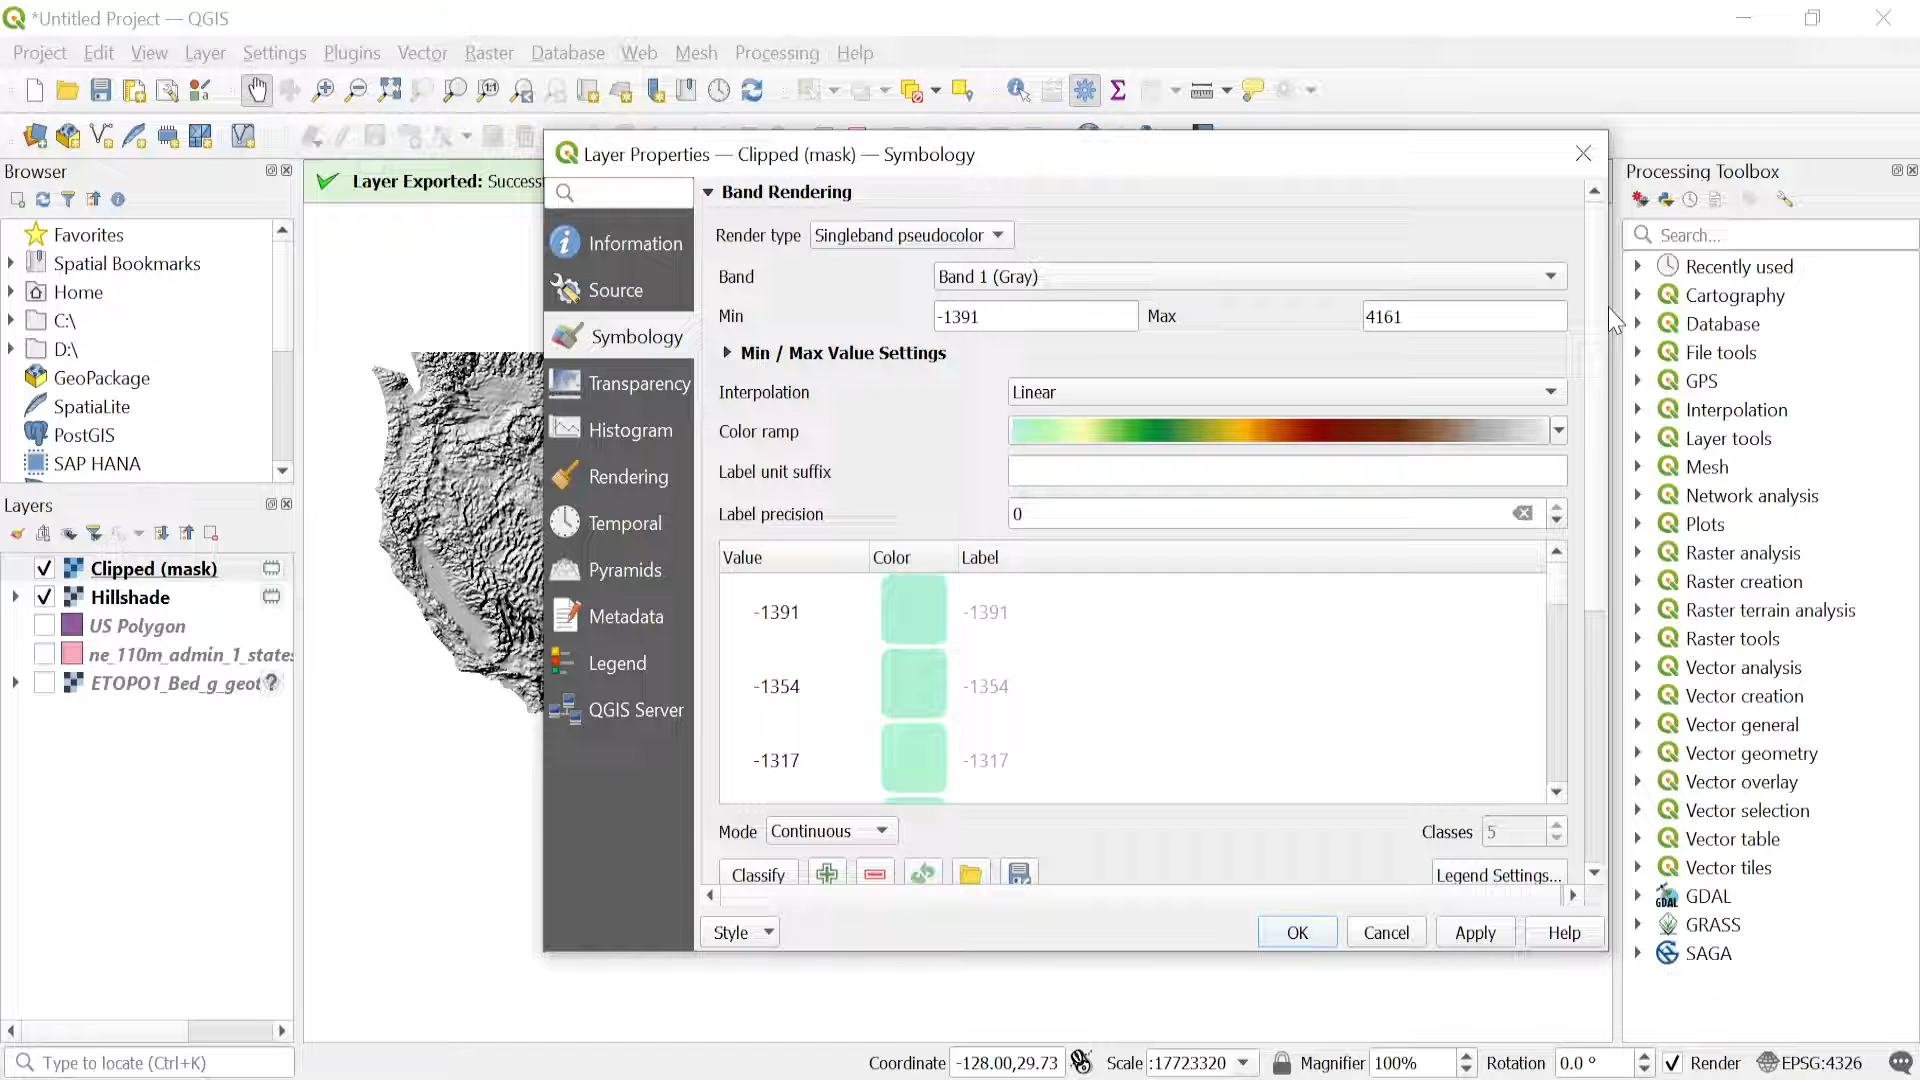 *Untitled Project — QGIS
Project Edit View Layer Settings Plugins Vector Raster Database Web Mesh Processing Help
Browser
Favorites
Spatial Bookmarks
Home
C:\
D:\
GeoPackage
SpatiaLite
PostGIS
SAP HANA
Layers
Clipped (mask)
Hillshade
US Polygon
ne_110m_admin_1_states
ETOPO1_Bed_g_geot
Type to locate (Ctrl+K)
Layer Exported: Success
Layer Properties — Clipped (mask) — Symbology
Information
Source
Symbology
Transparency
Histogram
Rendering
Temporal
Pyramids
Metadata
Legend
QGIS Server
Band Rendering
Render type Singleband pseudocolor
Band Band 1 (Gray)
Min -1391 Max 4161
Min / Max Value Settings
Interpolation Linear
Color ramp
Label unit suffix
Label precision 0
Value Color Label
-1391 -1391
-1354 -1354
-1317 -1317
Mode Continuous Classes 5
Classify Legend Settings...
Style OK Cancel Apply Help
Processing Toolbox
Search...
Recently used
Cartography
Database
File tools
GPS
Interpolation
Layer tools
Mesh
Network analysis
Plots
Raster analysis
Raster creation
Raster terrain analysis
Raster tools
Vector analysis
Vector creation
Vector general
Vector geometry
Vector overlay
Vector selection
Vector table
Vector tiles
GDAL
GRASS
SAGA
Coordinate -128.00,29.73 Scale :17723320 Magnifier 100% Rotation 0.0 ° Render EPSG:4326